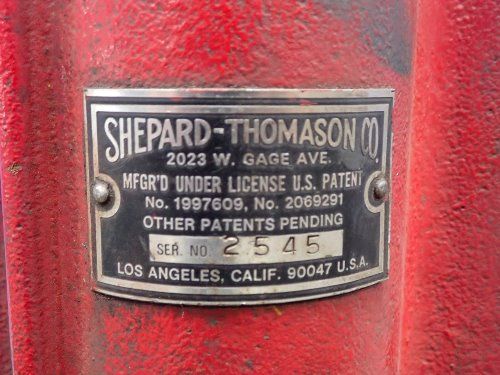 SHEPARD-THOMASON CO.
2023 W. GAGE AVE.
MFGR'D UNDER LICENSE U.S. PATENT
No. 1997609, No. 2069291
OTHER PATENTS PENDING
SER. NO. 2545
LOS ANGELES, CALIF. 90047 U.S.A.